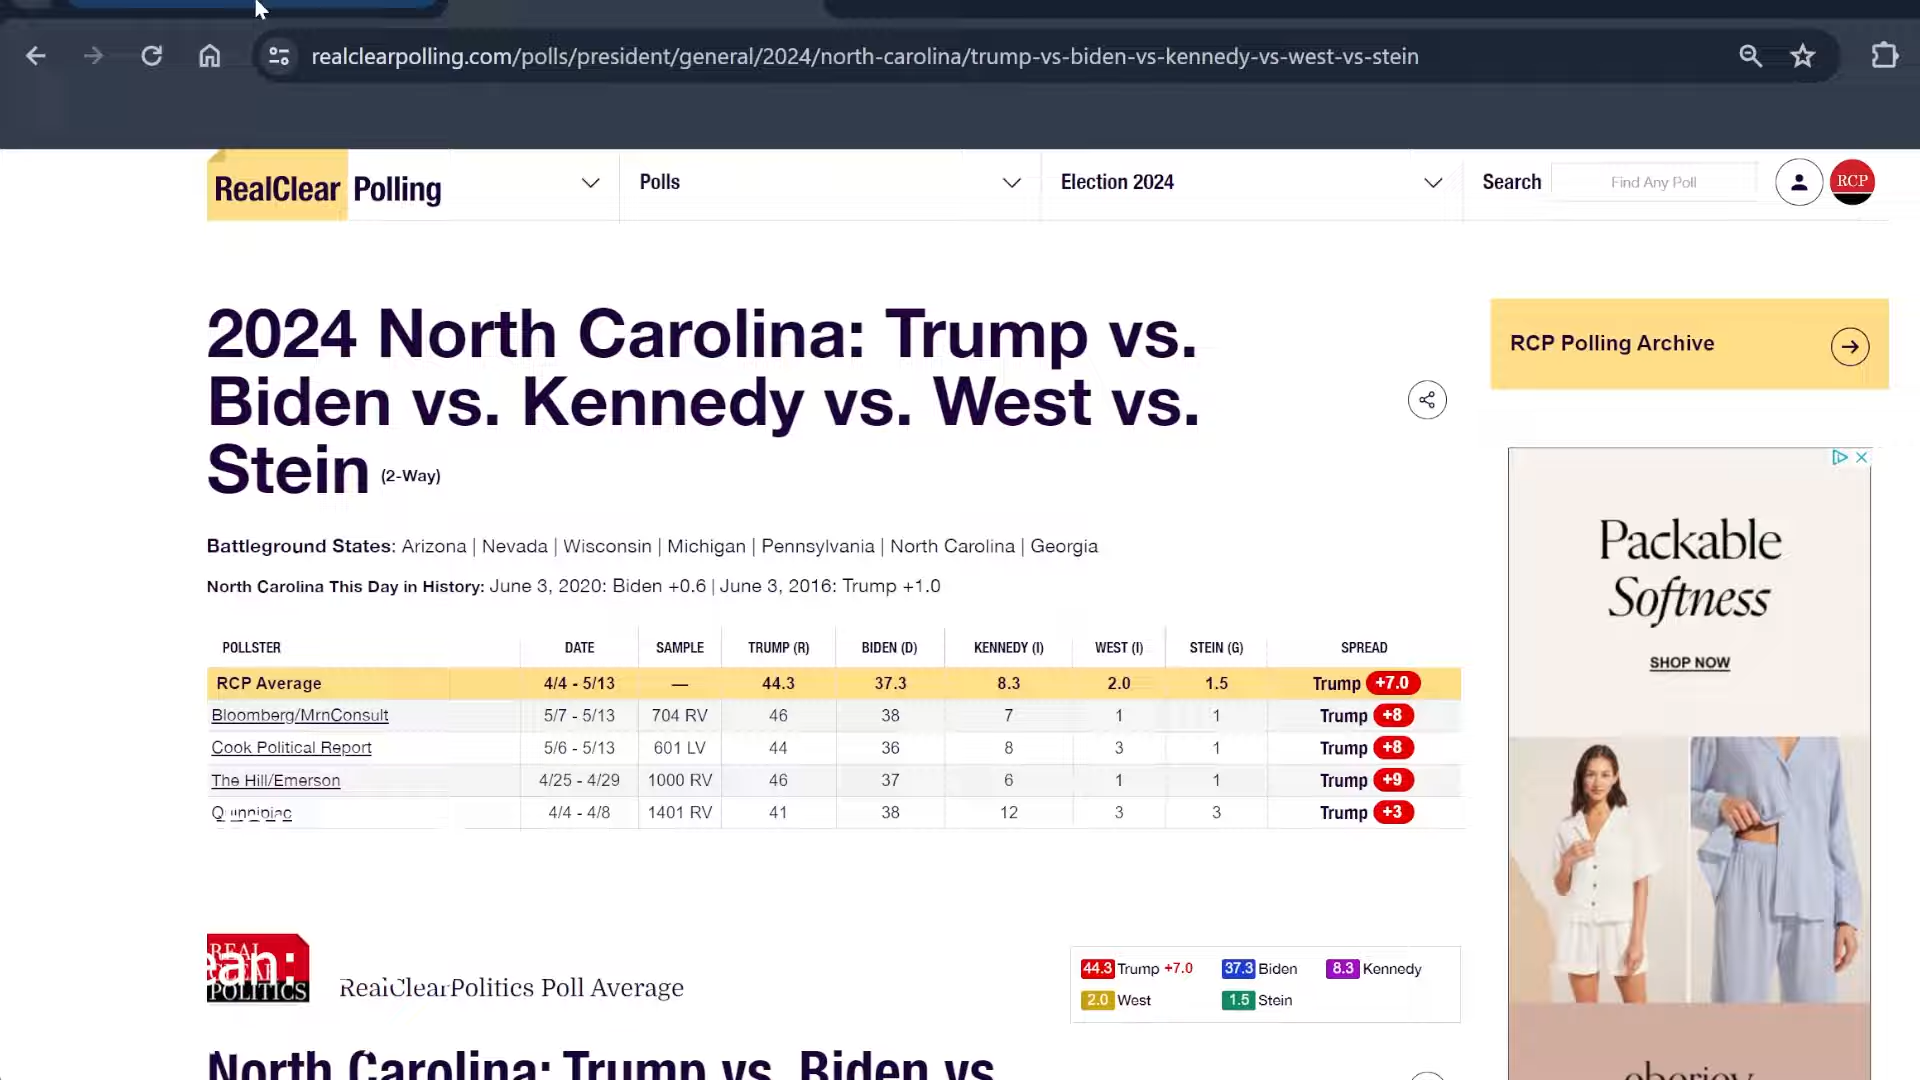 realclearpolling.com/polls/president/general/2024/north-carolina/trump-vs-biden-vs-kennedy-vs-west-vs-stein
RealClear Polling
Polls
Election 2024
Search
Find Any Poll
RCP
2024 North Carolina: Trump vs.
Biden vs. Kennedy vs. West vs.
Stein (2-Way)
RCP Polling Archive
Battleground States: Arizona | Nevada | Wisconsin | Michigan | Pennsylvania | North Carolina | Georgia
North Carolina This Day in History: June 3, 2020: Biden +0.6 | June 3, 2016: Trump +1.0
POLLSTER DATE SAMPLE TRUMP (R) BIDEN (D) KENNEDY (I) WEST (I) STEIN (G) SPREAD
RCP Average 4/4 - 5/13 — 44.3 37.3 8.3 2.0 1.5 Trump +7.0
Bloomberg/MrnConsult 5/7 - 5/13 704 RV 46 38 7 1 1 Trump +8
Cook Political Report 5/6 - 5/13 601 LV 44 36 8 3 1 Trump +8
The Hill/Emerson 4/25 - 4/29 1000 RV 46 37 6 1 1 Trump +9
Quinnipiac 4/4 - 4/8 1401 RV 41 38 12 3 3 Trump +3
Packable
Softness
SHOP NOW
REAL
CLEAR
POLITICS
ean:
RealClearPolitics Poll Average
44.3 Trump +7.0 37.3 Biden 8.3 Kennedy
2.0 West 1.5 Stein
North Carolina: Trump vs. Biden vs